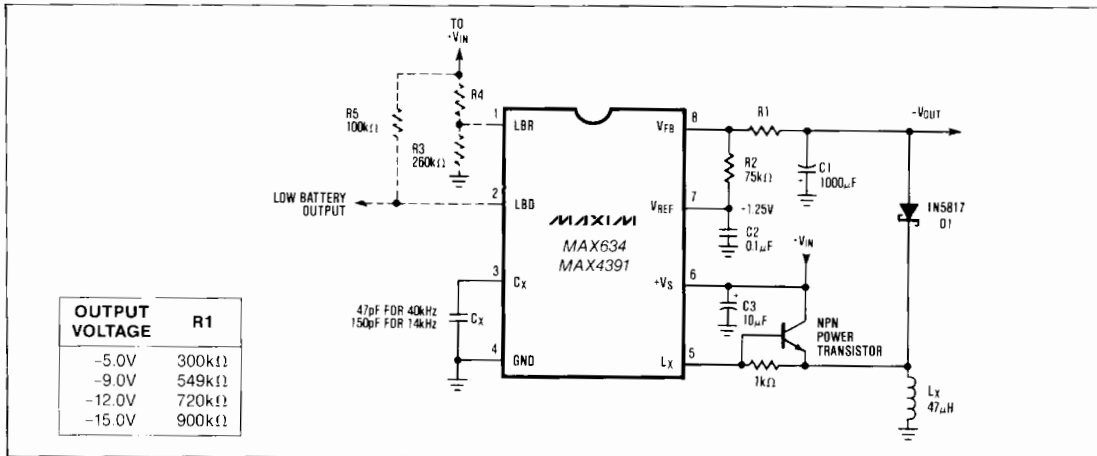 TO
-VIN
R4
R5
100kΩ
R3
260kΩ
1
LBR
2
LBD
LOW BATTERY
OUTPUT
3
CX
47pF FOR 40kHz
150pF FOR 14kHz
CX
4
GND
MAXIM
MAX634
MAX4391
8
VFB
R1
-VOUT
R2
75kΩ
C1
+
1000μF
7
VREF
-1.25V
C2
0.1μF
1N5817
D1
-VIN
6
+VS
+
C3
10μF
NPN
POWER
TRANSISTOR
5
LX
1kΩ
LX
47μH
OUTPUT VOLTAGE R1
-5.0V 300kΩ
-9.0V 549kΩ
-12.0V 720kΩ
-15.0V 900kΩ